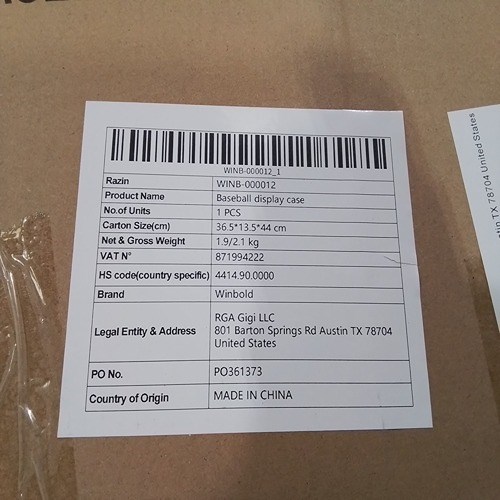 WINB-000012_1
Razin WINB-000012
Product Name Baseball display case
No.of Units 1 PCS
Carton Size(cm) 36.5*13.5*44 cm
Net & Gross Weight 1.9/2.1 kg
VAT N° 871994222
HS code(country specific) 4414.90.0000
Brand Winbold
Legal Entity & Address RGA Gigi LLC
801 Barton Springs Rd Austin TX 78704
United States
PO No. PO361373
Country of Origin MADE IN CHINA
TX 78704 United States